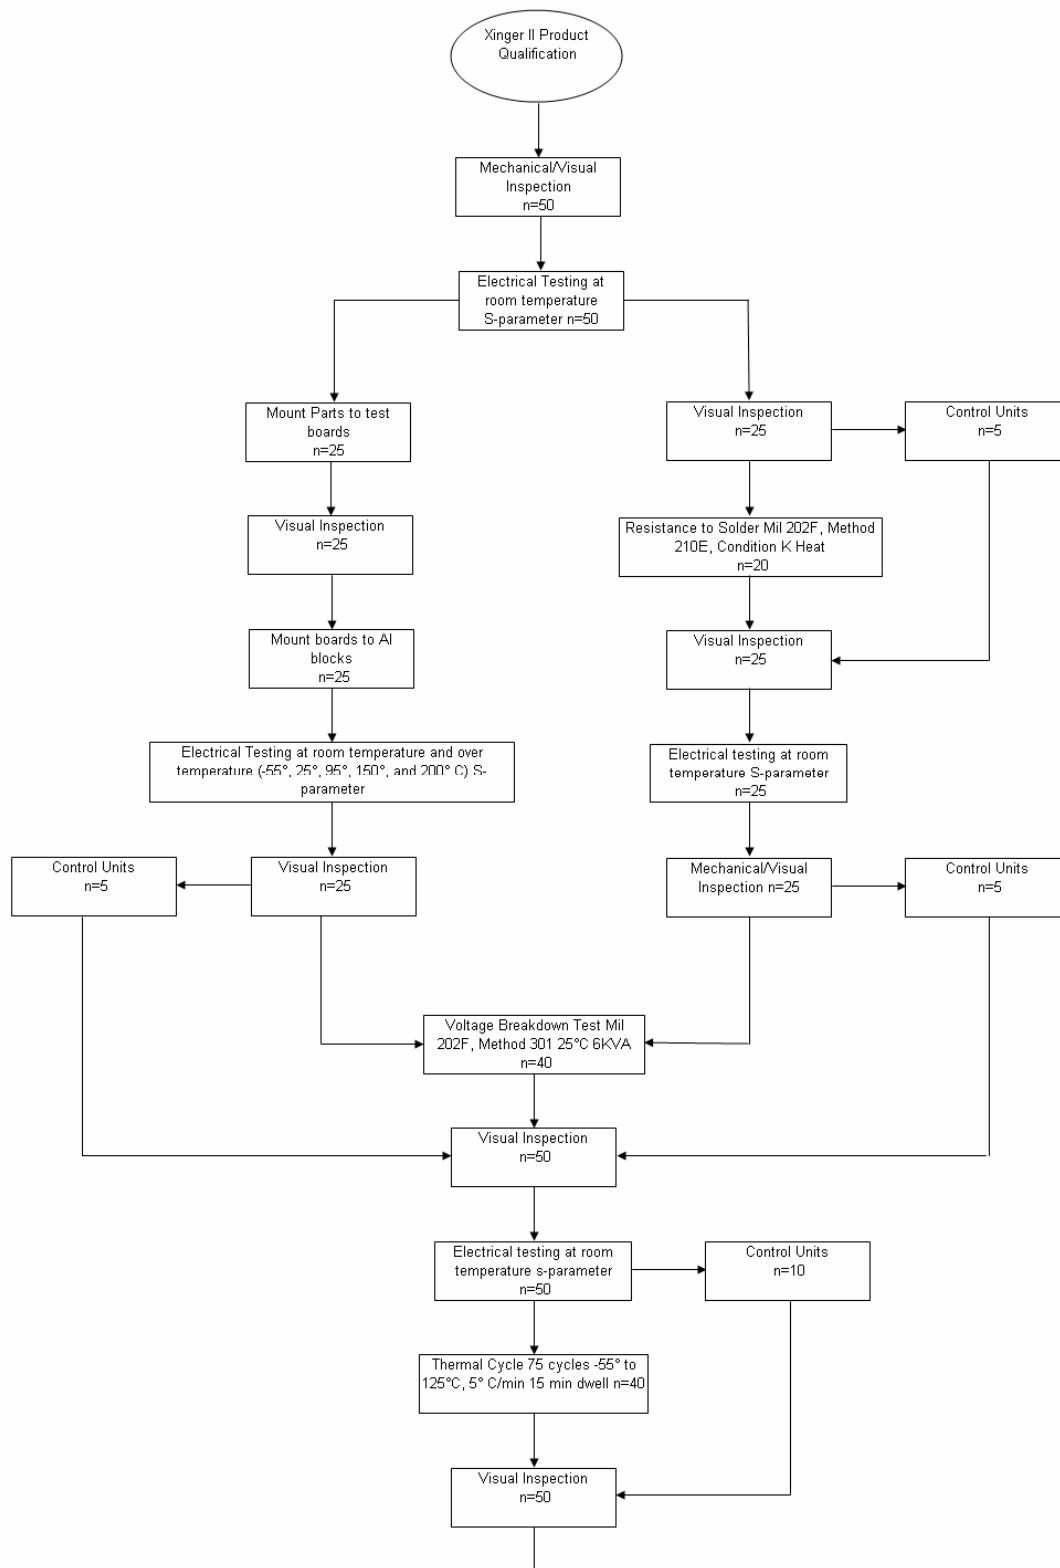 Xinger II Product
Qualification
Mechanical/Visual
Inspection
n=50
Electrical Testing at
room temperature
S-parameter n=50
Mount Parts to test
boards
n=25
Visual Inspection
n=25
Control Units
n=5
Visual Inspection
n=25
Resistance to Solder Mil 202F, Method
210E, Condition K Heat
n=20
Mount boards to Al
blocks
n=25
Visual Inspection
n=25
Electrical Testing at room temperature and over
temperature (-55°, 25°, 95°, 150°, and 200° C) S-
parameter
Electrical testing at room
temperature S-parameter
n=25
Control Units
n=5
Visual Inspection
n=25
Mechanical/Visual
Inspection n=25
Control Units
n=5
Voltage Breakdown Test Mil
202F, Method 301 25°C 6KVA
n=40
Visual Inspection
n=50
Electrical testing at room
temperature s-parameter
n=50
Control Units
n=10
Thermal Cycle 75 cycles -55° to
125°C, 5° C/min 15 min dwell n=40
Visual Inspection
n=50